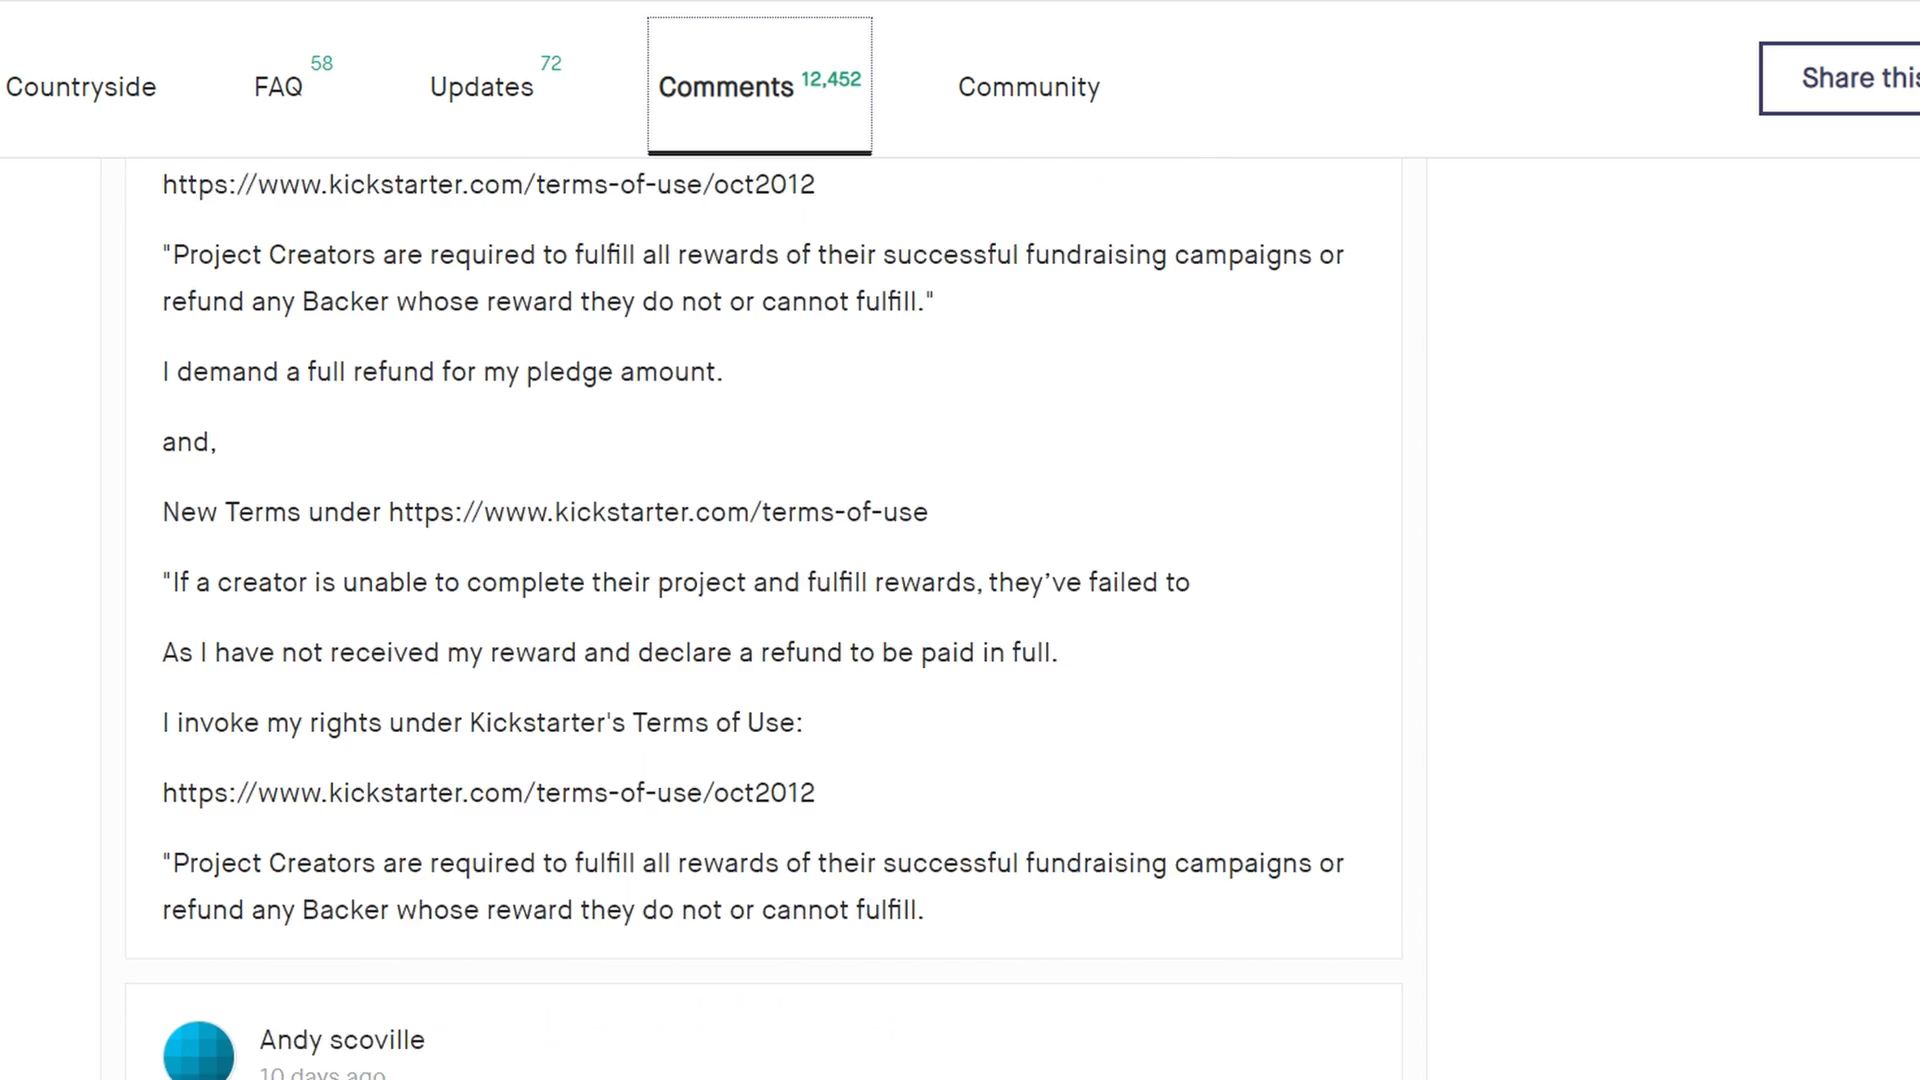 Countryside FAQ 58 Updates 72 Comments 12,452 Community Share this
https://www.kickstarter.com/terms-of-use/oct2012
"Project Creators are required to fulfill all rewards of their successful fundraising campaigns or
refund any Backer whose reward they do not or cannot fulfill."
I demand a full refund for my pledge amount.
and,
New Terms under https://www.kickstarter.com/terms-of-use
"If a creator is unable to complete their project and fulfill rewards, they’ve failed to
As I have not received my reward and declare a refund to be paid in full.
I invoke my rights under Kickstarter's Terms of Use:
https://www.kickstarter.com/terms-of-use/oct2012
"Project Creators are required to fulfill all rewards of their successful fundraising campaigns or
refund any Backer whose reward they do not or cannot fulfill.
Andy scoville
10 days ago